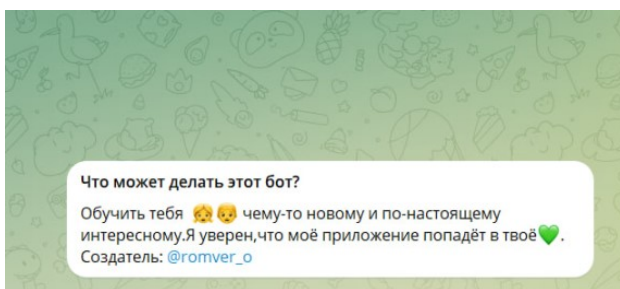 Что может делать этот бот?
Обучить тебя 👧👦 чему-то новому и по-настоящему
интересному.Я уверен,что моё приложение попадёт в твоё💚.
Создатель: @romver_o